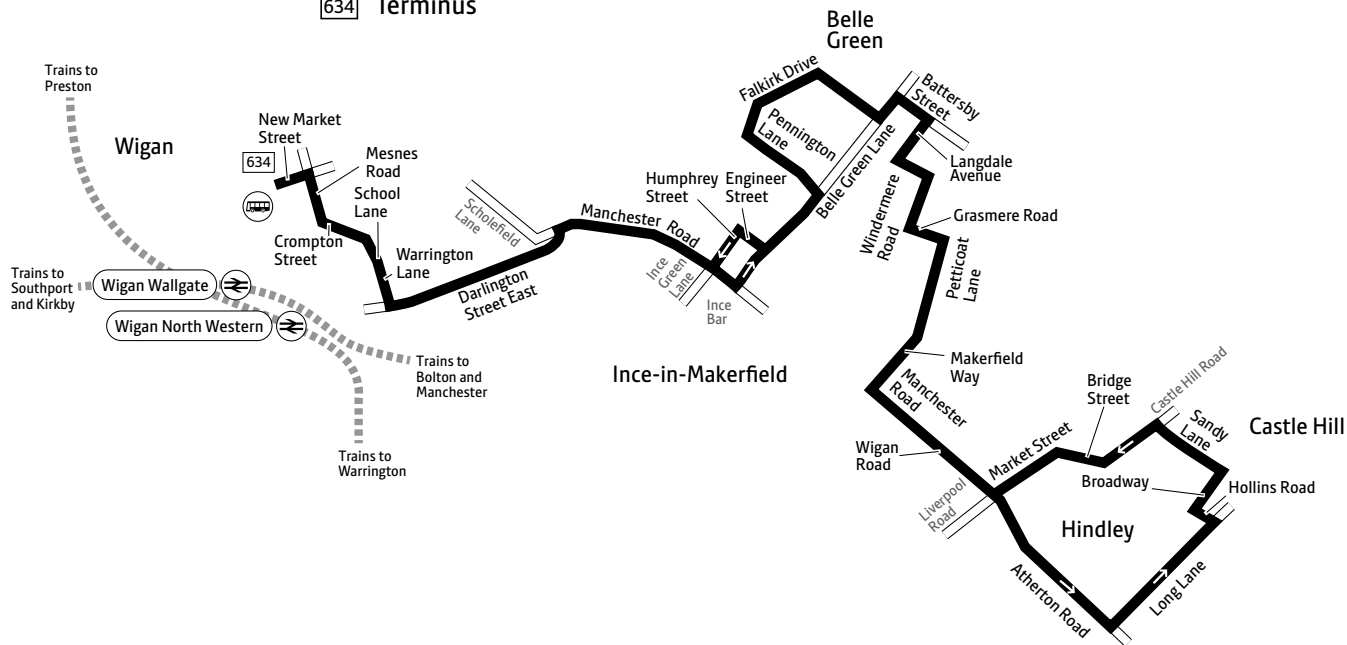 634 Terminus
Belle
Green
Trains to
Preston
Falkirk Drive
Battersby
Street
New Market
Street
Wigan
634
Mesnes
Road
Pennington
Lane
Belle Green Lane
Langdale
Avenue
School
Lane
Humphrey
Street
Engineer
Street
Windermere
Road
Grasmere Road
Scholefield
Lane
Manchester Road
Crompton
Street
Warrington
Lane
Ince
Green
Lane
Petticoat
Lane
Trains to
Southport
and Kirkby
Wigan Wallgate
Darlington
Street East
Ince
Bar
Wigan North Western
Trains to
Bolton and
Manchester
Ince-in-Makerfield
Makerfield
Way
Manchester
Road
Bridge
Street
Castle Hill Road
Sandy
Lane
Castle Hill
Trains to
Warrington
Wigan
Road
Market Street
Broadway
Hollins Road
Liverpool
Road
Hindley
Atherton Road
Long Lane